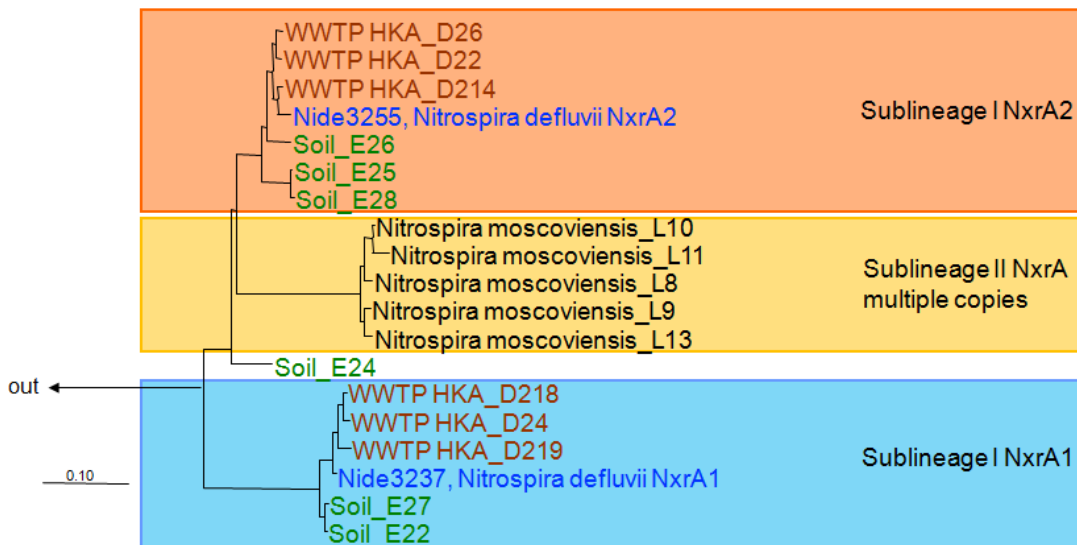 WWTP HKA_D26
WWTP HKA_D22
WWTP HKA_D214
Nide3255, Nitrospira defluvii NxrA2
Soil_E26
Soil_E25
Soil_E28
Sublineage I NxrA2
Nitrospira moscoviensis_L10
Nitrospira moscoviensis_L11
Nitrospira moscoviensis_L8
Nitrospira moscoviensis_L9
Nitrospira moscoviensis_L13
Sublineage II NxrA
multiple copies
Soil_E24
out
WWTP HKA_D218
WWTP HKA_D24
WWTP HKA_D219
Nide3237, Nitrospira defluvii NxrA1
Soil_E27
Soil_E22
Sublineage I NxrA1
0.10